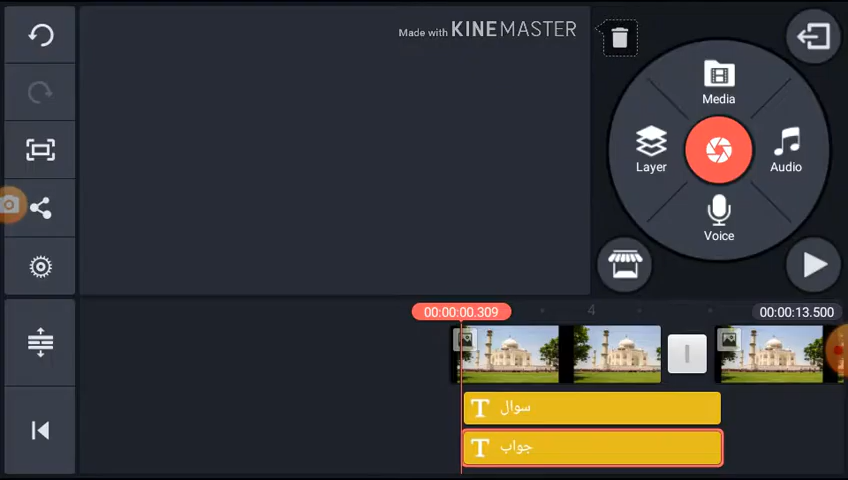 Made with KINEMASTER
Media
Layer
Audio
Voice
00:00:00.309
4
00:00:13.500
سوال
جواب